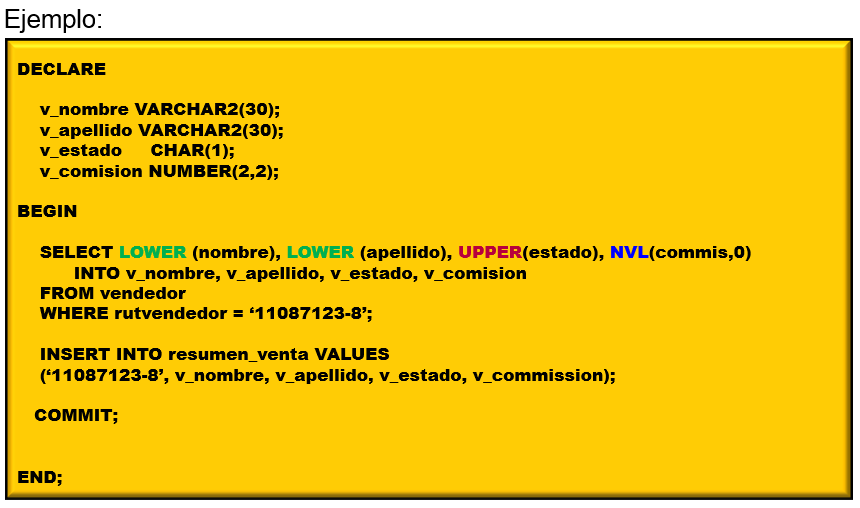 Ejemplo:
DECLARE
v_nombre VARCHAR2(30);
v_apellido VARCHAR2(30);
v_estado CHAR(1);
v_comision NUMBER(2,2);
BEGIN
SELECT LOWER (nombre), LOWER (apellido), UPPER(estado), NVL(commis,0)
INTO v_nombre, v_apellido, v_estado, v_comision
FROM vendedor
WHERE rutvendedor = ‘11087123-8’;
INSERT INTO resumen_venta VALUES
(‘11087123-8’, v_nombre, v_apellido, v_estado, v_commission);
COMMIT;
END;